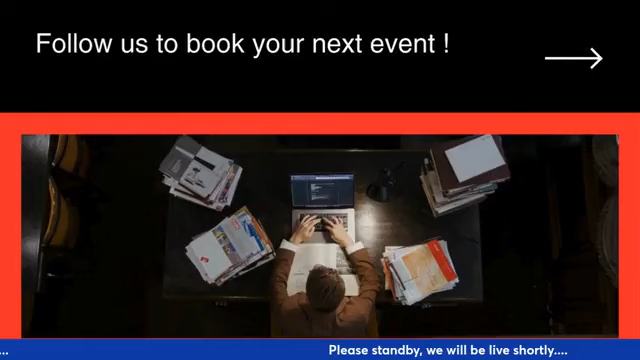 Follow us to book your next event !
...
Please standby, we will be live shortly....